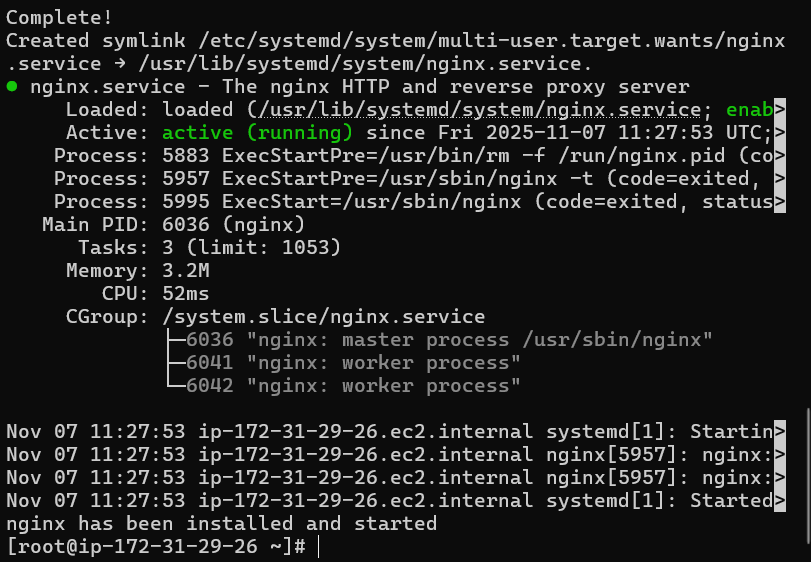 Complete!
Created symlink /etc/systemd/system/multi-user.target.wants/nginx
.service → /usr/lib/systemd/system/nginx.service.
● nginx.service - The nginx HTTP and reverse proxy server
     Loaded: loaded (/usr/lib/systemd/system/nginx.service; enab>
     Active: active (running) since Fri 2025-11-07 11:27:53 UTC;>
    Process: 5883 ExecStartPre=/usr/bin/rm -f /run/nginx.pid (co>
    Process: 5957 ExecStartPre=/usr/sbin/nginx -t (code=exited, >
    Process: 5995 ExecStart=/usr/sbin/nginx (code=exited, status>
   Main PID: 6036 (nginx)
      Tasks: 3 (limit: 1053)
     Memory: 3.2M
        CPU: 52ms
     CGroup: /system.slice/nginx.service
             ├─6036 "nginx: master process /usr/sbin/nginx"
             ├─6041 "nginx: worker process"
             └─6042 "nginx: worker process"

Nov 07 11:27:53 ip-172-31-29-26.ec2.internal systemd[1]: Startin>
Nov 07 11:27:53 ip-172-31-29-26.ec2.internal nginx[5957]: nginx:>
Nov 07 11:27:53 ip-172-31-29-26.ec2.internal nginx[5957]: nginx:>
Nov 07 11:27:53 ip-172-31-29-26.ec2.internal systemd[1]: Started>
nginx has been installed and started
[root@ip-172-31-29-26 ~]#